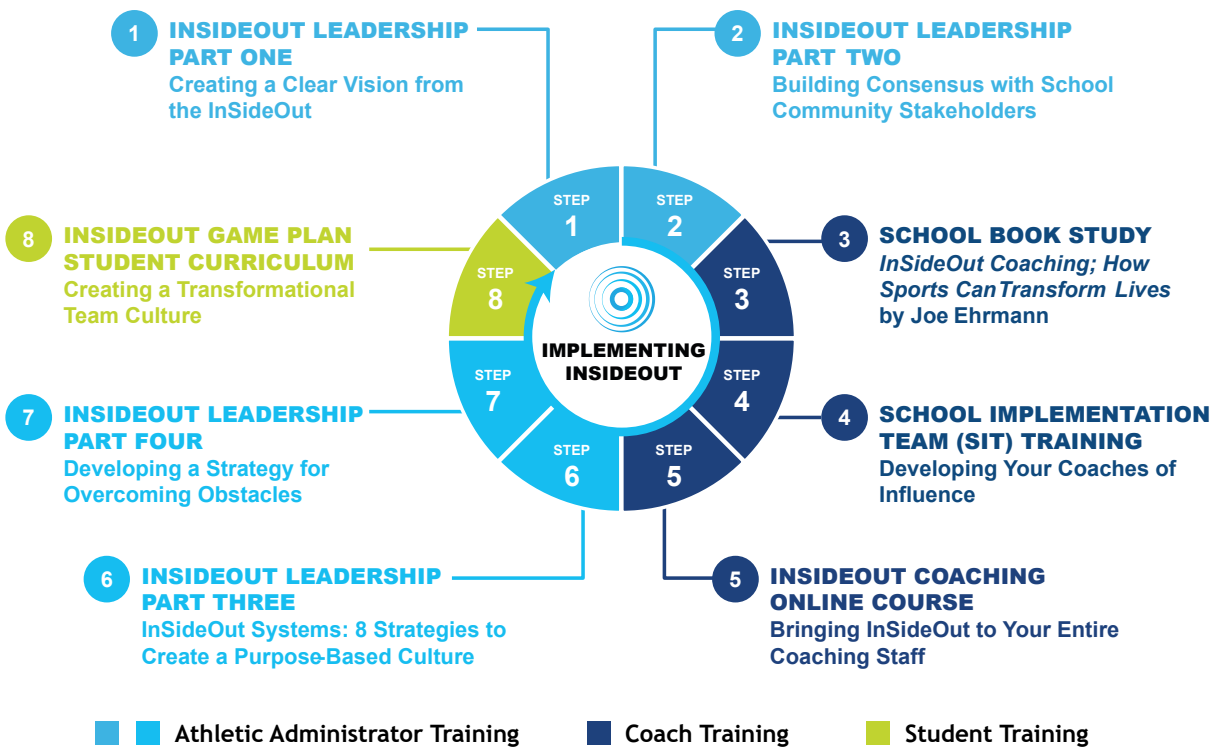 1
INSIDEOUT LEADERSHIP
PART ONE
Creating a Clear Vision from
the InSideOut
2
INSIDEOUT LEADERSHIP
PART TWO
Building Consensus with School
Community Stakeholders
8
INSIDEOUT GAME PLAN
STUDENT CURRICULUM
Creating a Transformational
Team Culture
STEP
1
STEP
2
STEP
3
STEP
4
STEP
5
STEP
6
STEP
7
STEP
8
IMPLEMENTING
INSIDEOUT
3
SCHOOL BOOK STUDY
InSideOut Coaching; How
Sports CanTransform Lives
by Joe Ehrmann
7
INSIDEOUT LEADERSHIP
PART FOUR
Developing a Strategy for
Overcoming Obstacles
4
SCHOOL IMPLEMENTATION
TEAM (SIT) TRAINING
Developing Your Coaches of
Influence
6
INSIDEOUT LEADERSHIP
PART THREE
InSideOut Systems: 8 Strategies to
Create a Purpose-Based Culture
5
INSIDEOUT COACHING
ONLINE COURSE
Bringing InSideOut to Your Entire
Coaching Staff
Athletic Administrator Training
Coach Training
Student Training